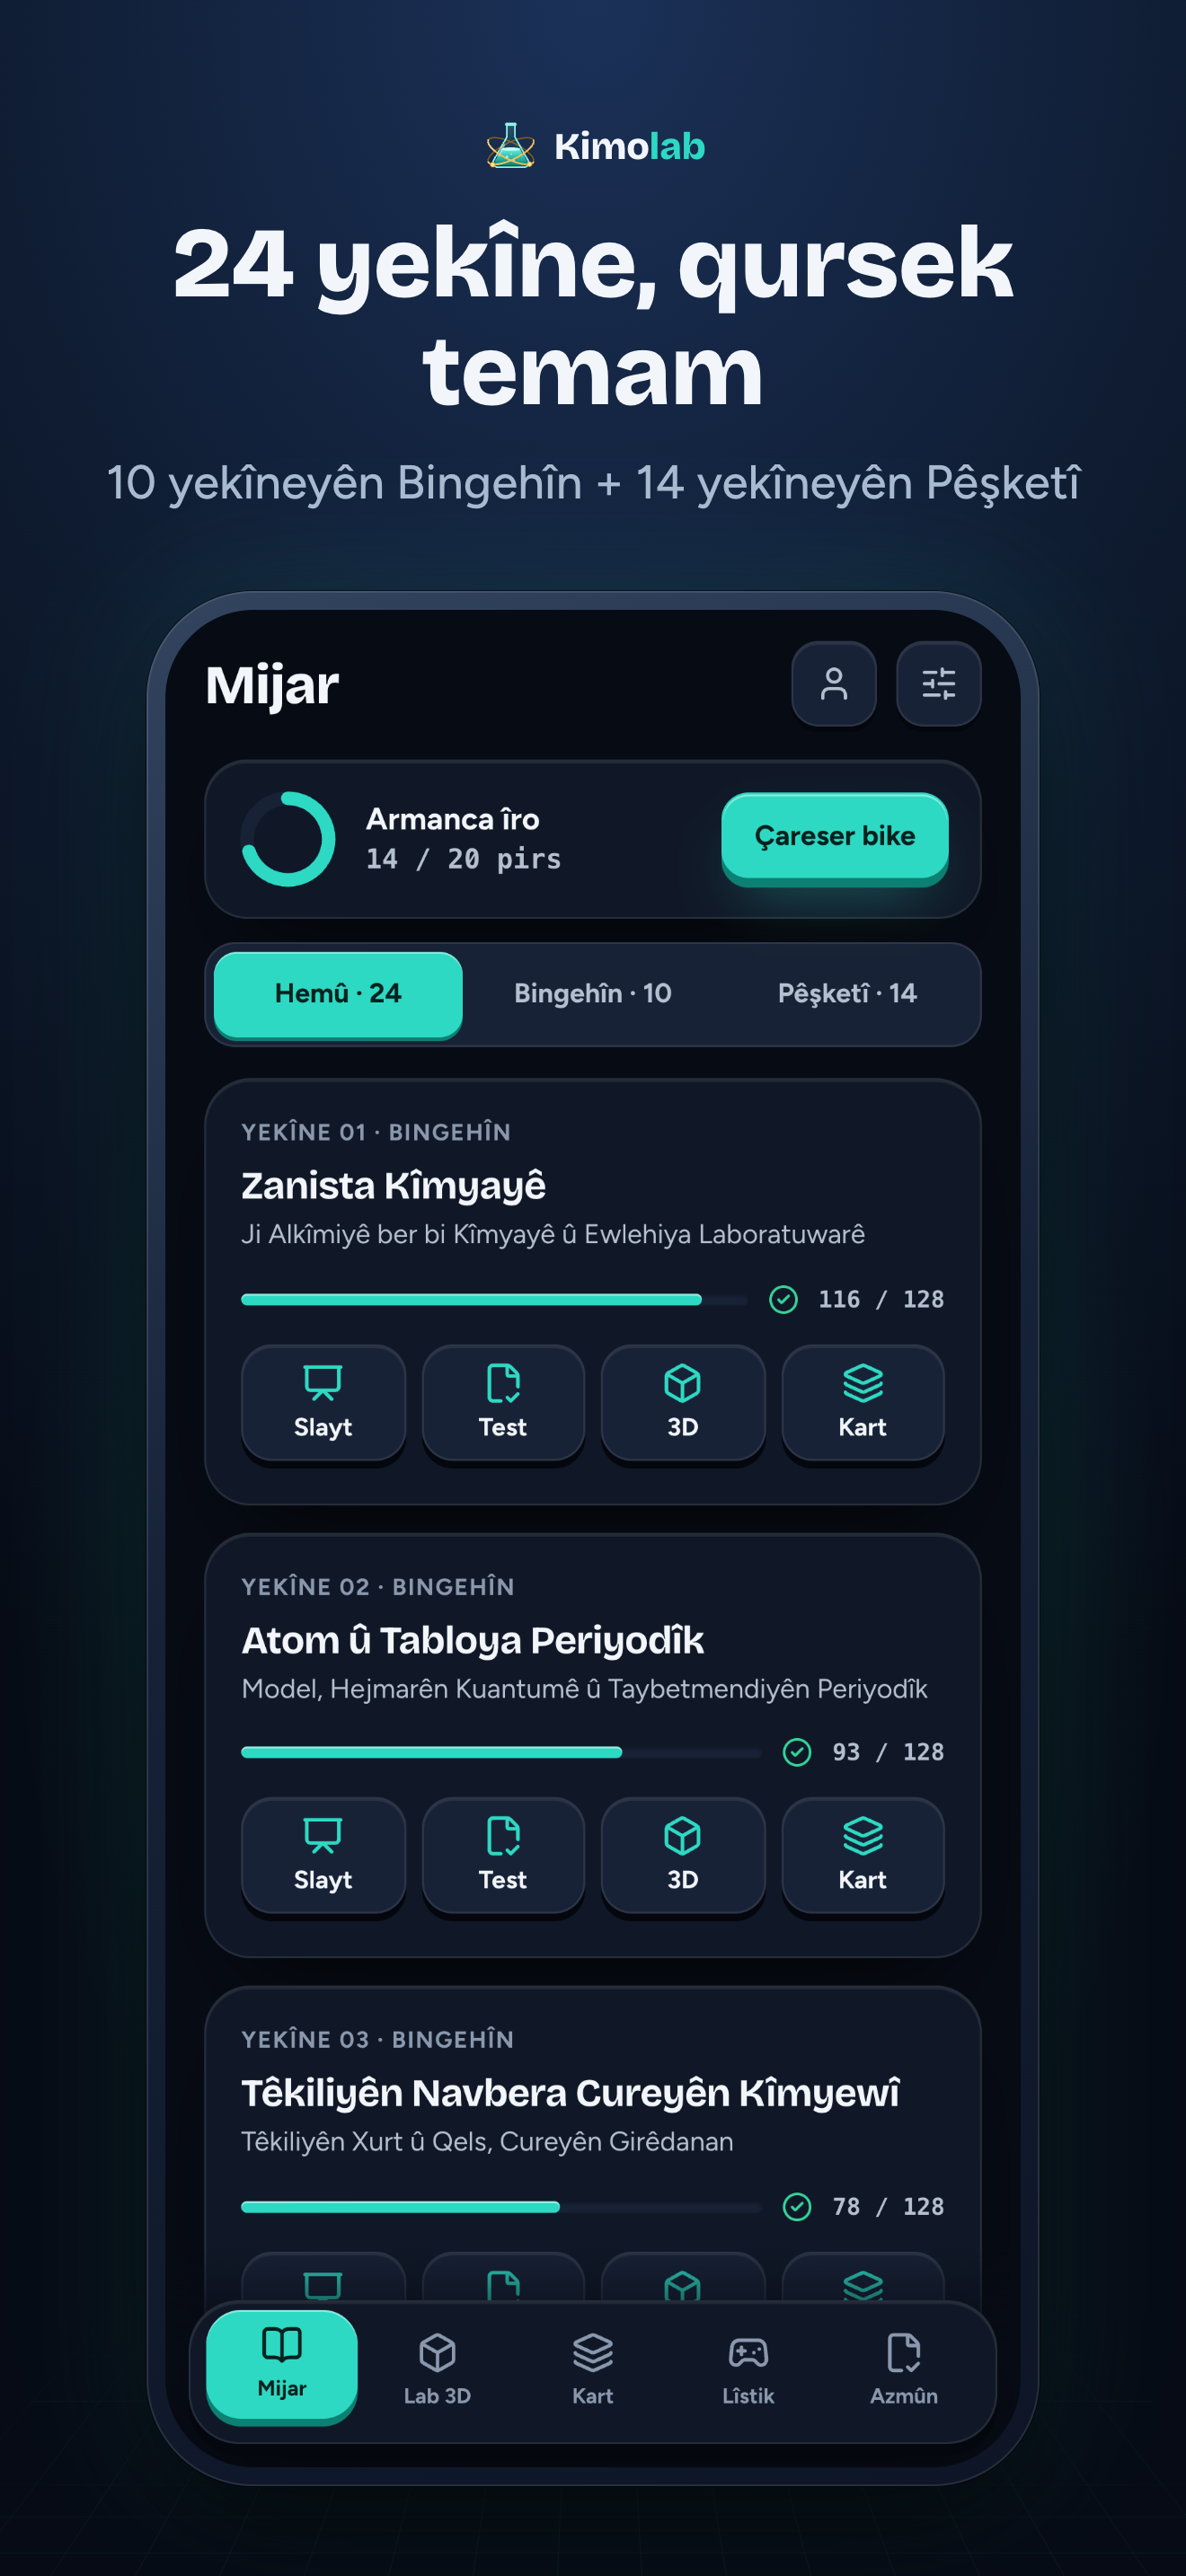 Kimolab
24 yekîne, qursek
temam
10 yekîneyên Bingehîn + 14 yekîneyên Pêşketî
Mijar
Armanca îro
14 / 20 pirs
Çareser bike
Hemû · 24
Bingehîn · 10
Pêşketî · 14
YEKÎNE 01 · BINGEHÎN
Zanista Kîmyayê
Ji Alkîmiyê ber bi Kîmyayê û Ewlehiya Laboratuwarê
116 / 128
Slayt
Test
3D
Kart
YEKÎNE 02 · BINGEHÎN
Atom û Tabloya Periyodîk
Model, Hejmarên Kuantumê û Taybetmendiyên Periyodîk
93 / 128
Slayt
Test
3D
Kart
YEKÎNE 03 · BINGEHÎN
Têkiliyên Navbera Cureyên Kîmyewî
Têkiliyên Xurt û Qels, Cureyên Girêdanan
78 / 128
Mijar
Lab 3D
Kart
Lîstik
Azmûn